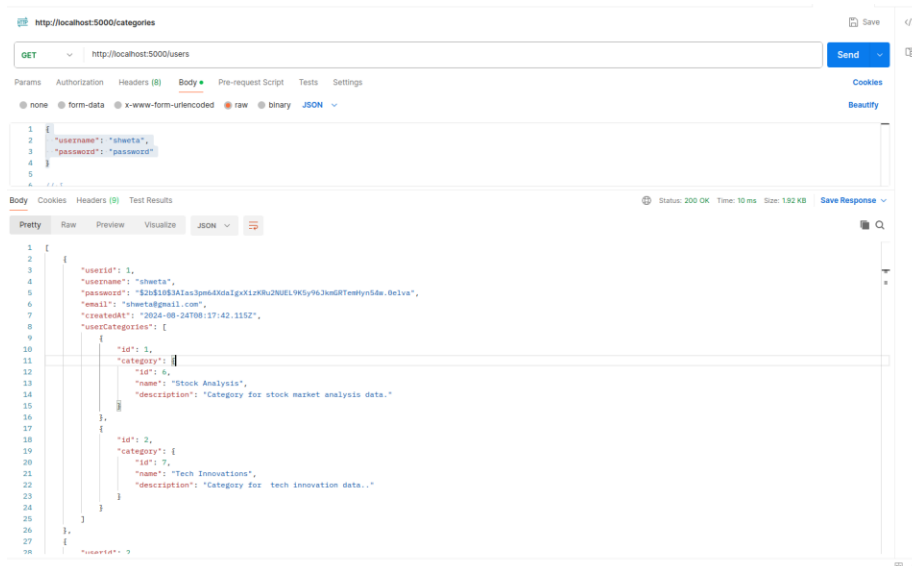 http://localhost:5000/categories
Save
GET
http://localhost:5000/users
Send
Params Authorization Headers (8) Body Pre-request Script Tests Settings
Cookies
none form-data x-www-form-urlencoded raw binary JSON
Beautify
1 {
2 "username": "shweta",
3 "password": "password"
4 }
5
6 // [
Body Cookies Headers (9) Test Results
Status: 200 OK Time: 10 ms Size: 1.92 KB Save Response
Pretty Raw Preview Visualize JSON
1 [
2 {
3 "userid": 1,
4 "username": "shweta",
5 "password":
6 "email": "shweta@gmail.com",
7 "createdAt": "2024-08-24T08:17:42.115Z",
8 "userCategories": [
9 {
10 "id": 1,
11 "category": {
12 "id": 6,
13 "name": "Stock Analysis",
14 "description": "Category for stock market analysis data."
15 }
16 },
17 {
18 "id": 2,
19 "category": {
20 "id": 7,
21 "name": "Tech Innovations",
22 "description": "Category for  tech innovation data.."
23 }
24 }
25 ]
26 },
27 {
28 "userid":